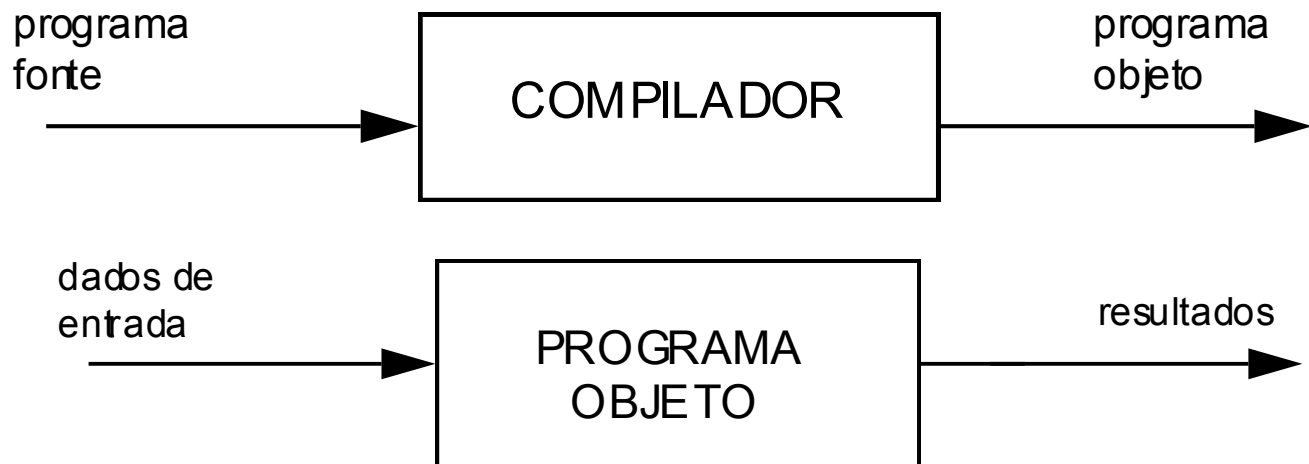 programa
fonte
COMPILADOR
programa
objeto
dados de
entrada
PROGRAMA
OBJETO
resultados